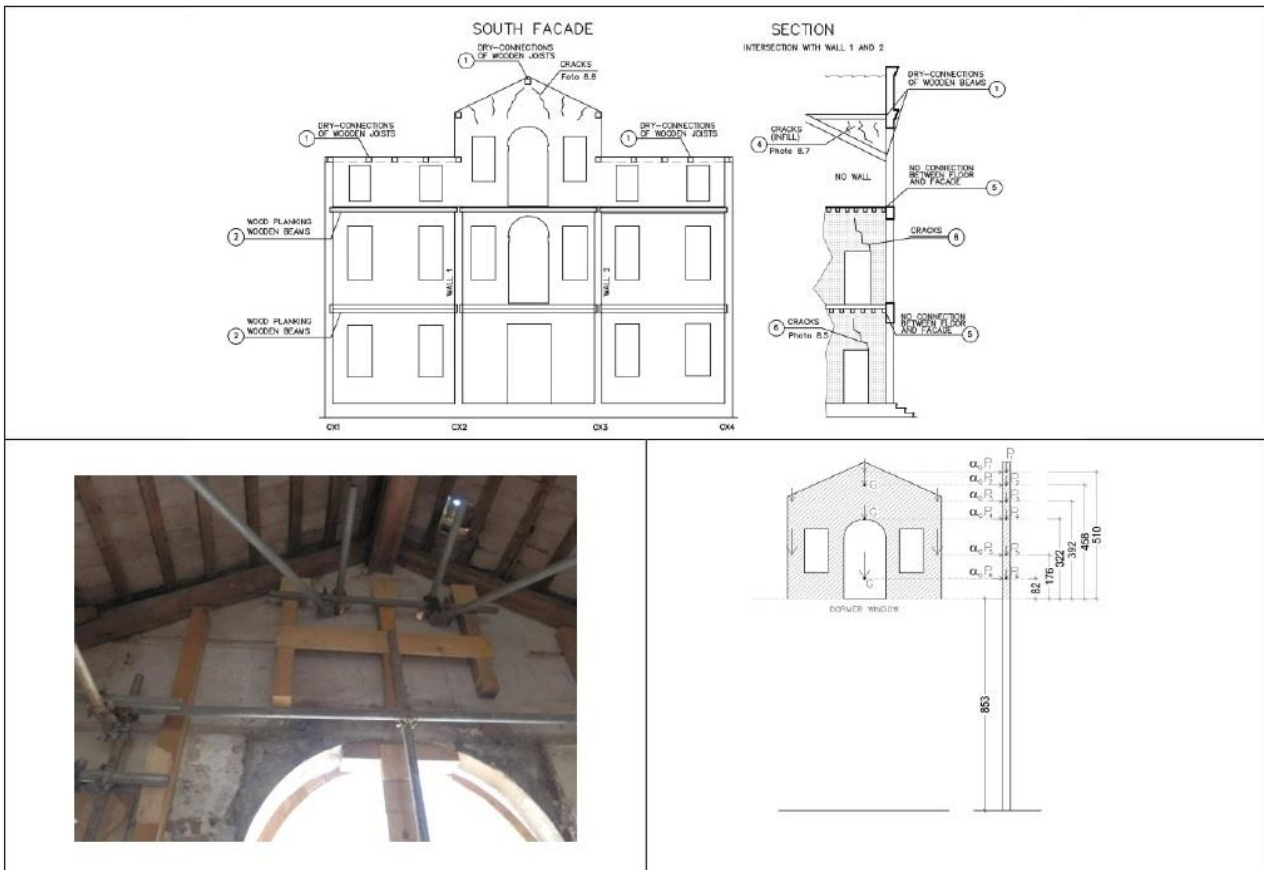 SOUTH FACADE
DRY-CONNECTIONS
OF WOODEN JOISTS
1
CRACKS
Foto 8.8
DRY-CONNECTIONS
OF WOODEN JOISTS
1
DRY-CONNECTIONS
OF WOODEN JOISTS
1
WOOD PLANKING
WOODEN BEAMS
2
WOOD PLANKING
WOODEN BEAMS
2
WALL 1
WALL 2
CX1 CX2 CX3 CX4
SECTION
INTERSECTION WITH WALL 1 AND 2
DRY-CONNECTIONS
OF WOODEN BEAMS
CRACKS
(INFILL)
4
Photo 8.7
NO WALL
NO CONNECTION
BETWEEN FLOOR
AND FACADE
5
CRACKS
CRACKS
6
Photo 8.5
NO CONNECTION
BETWEEN FLOOR
AND FACADE
5
G
G
DORMER WINDOW
82
176
322
392
458
510
853